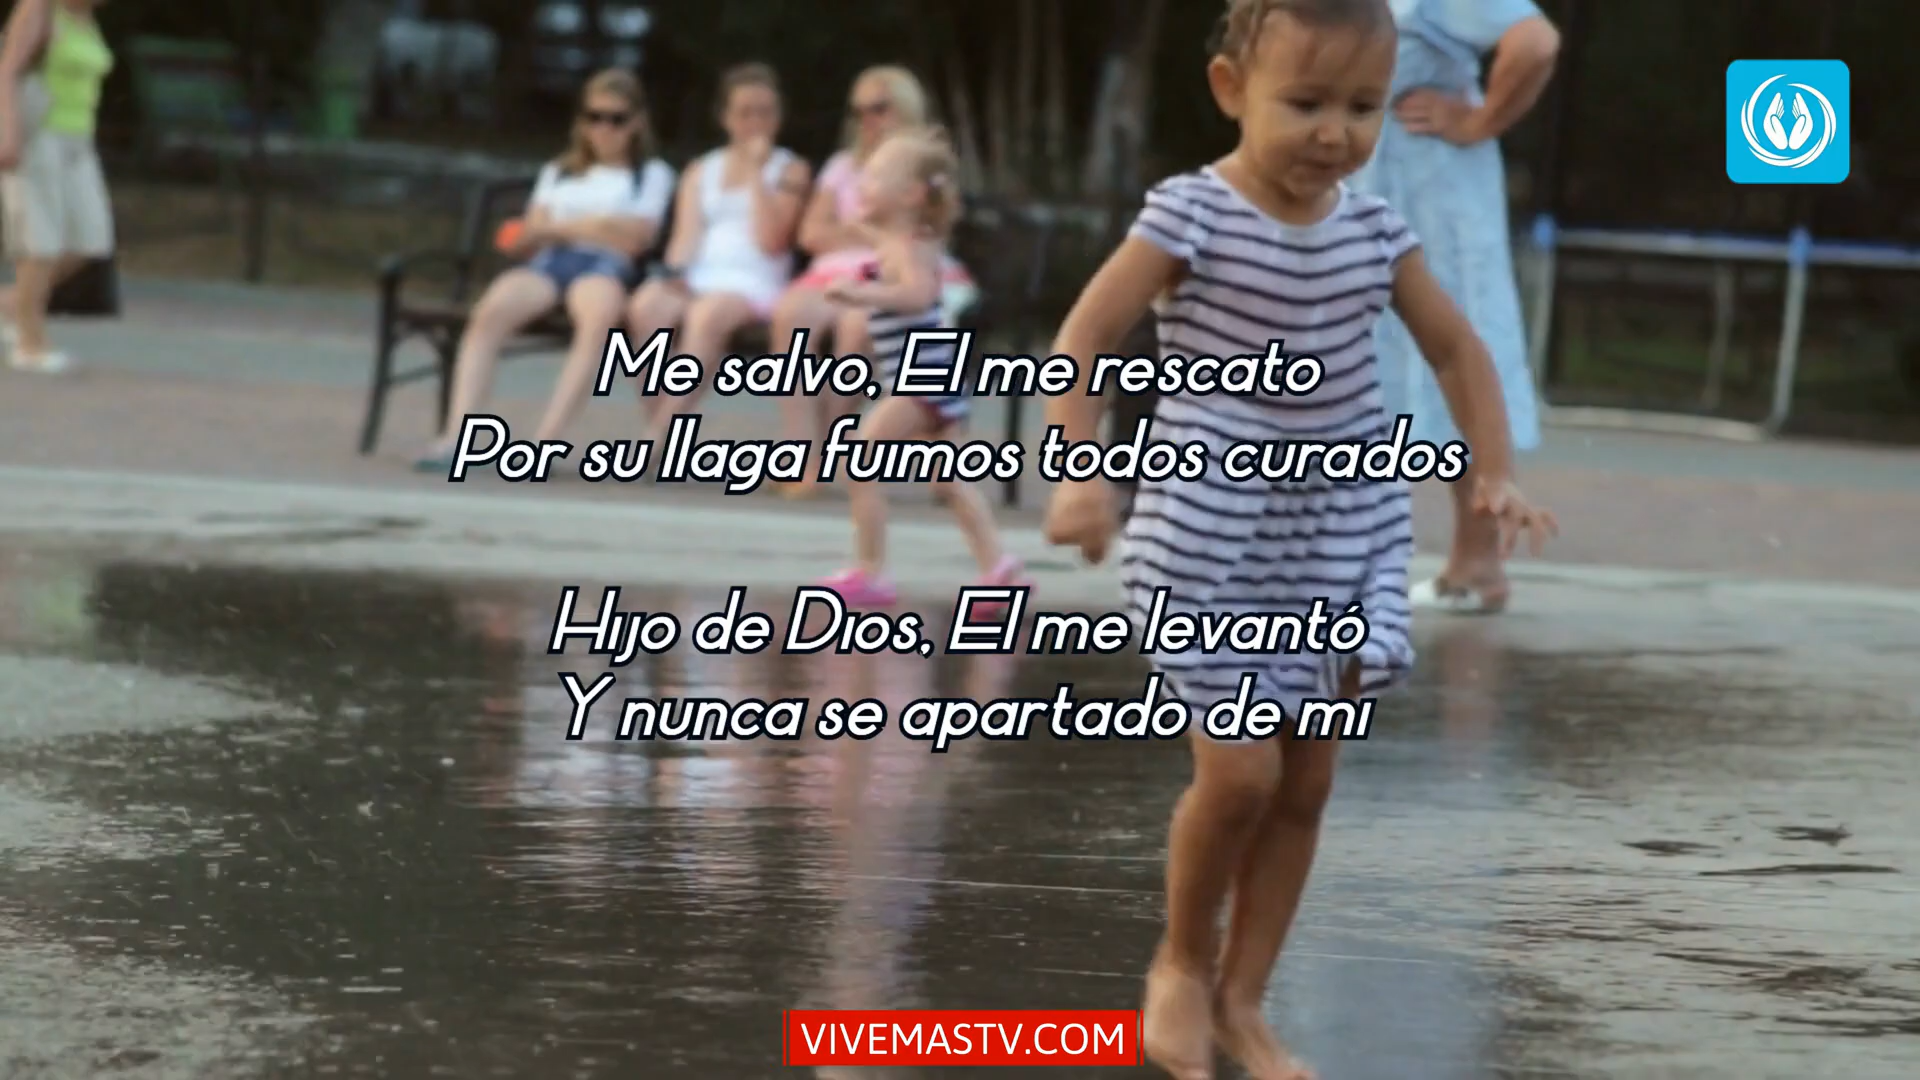 Me salvo, El me rescato
Por su llaga fuimos todos curados
Hijo de Dios, El me levantó
Y nunca se apartado de mi
VIVEMASTV.COM